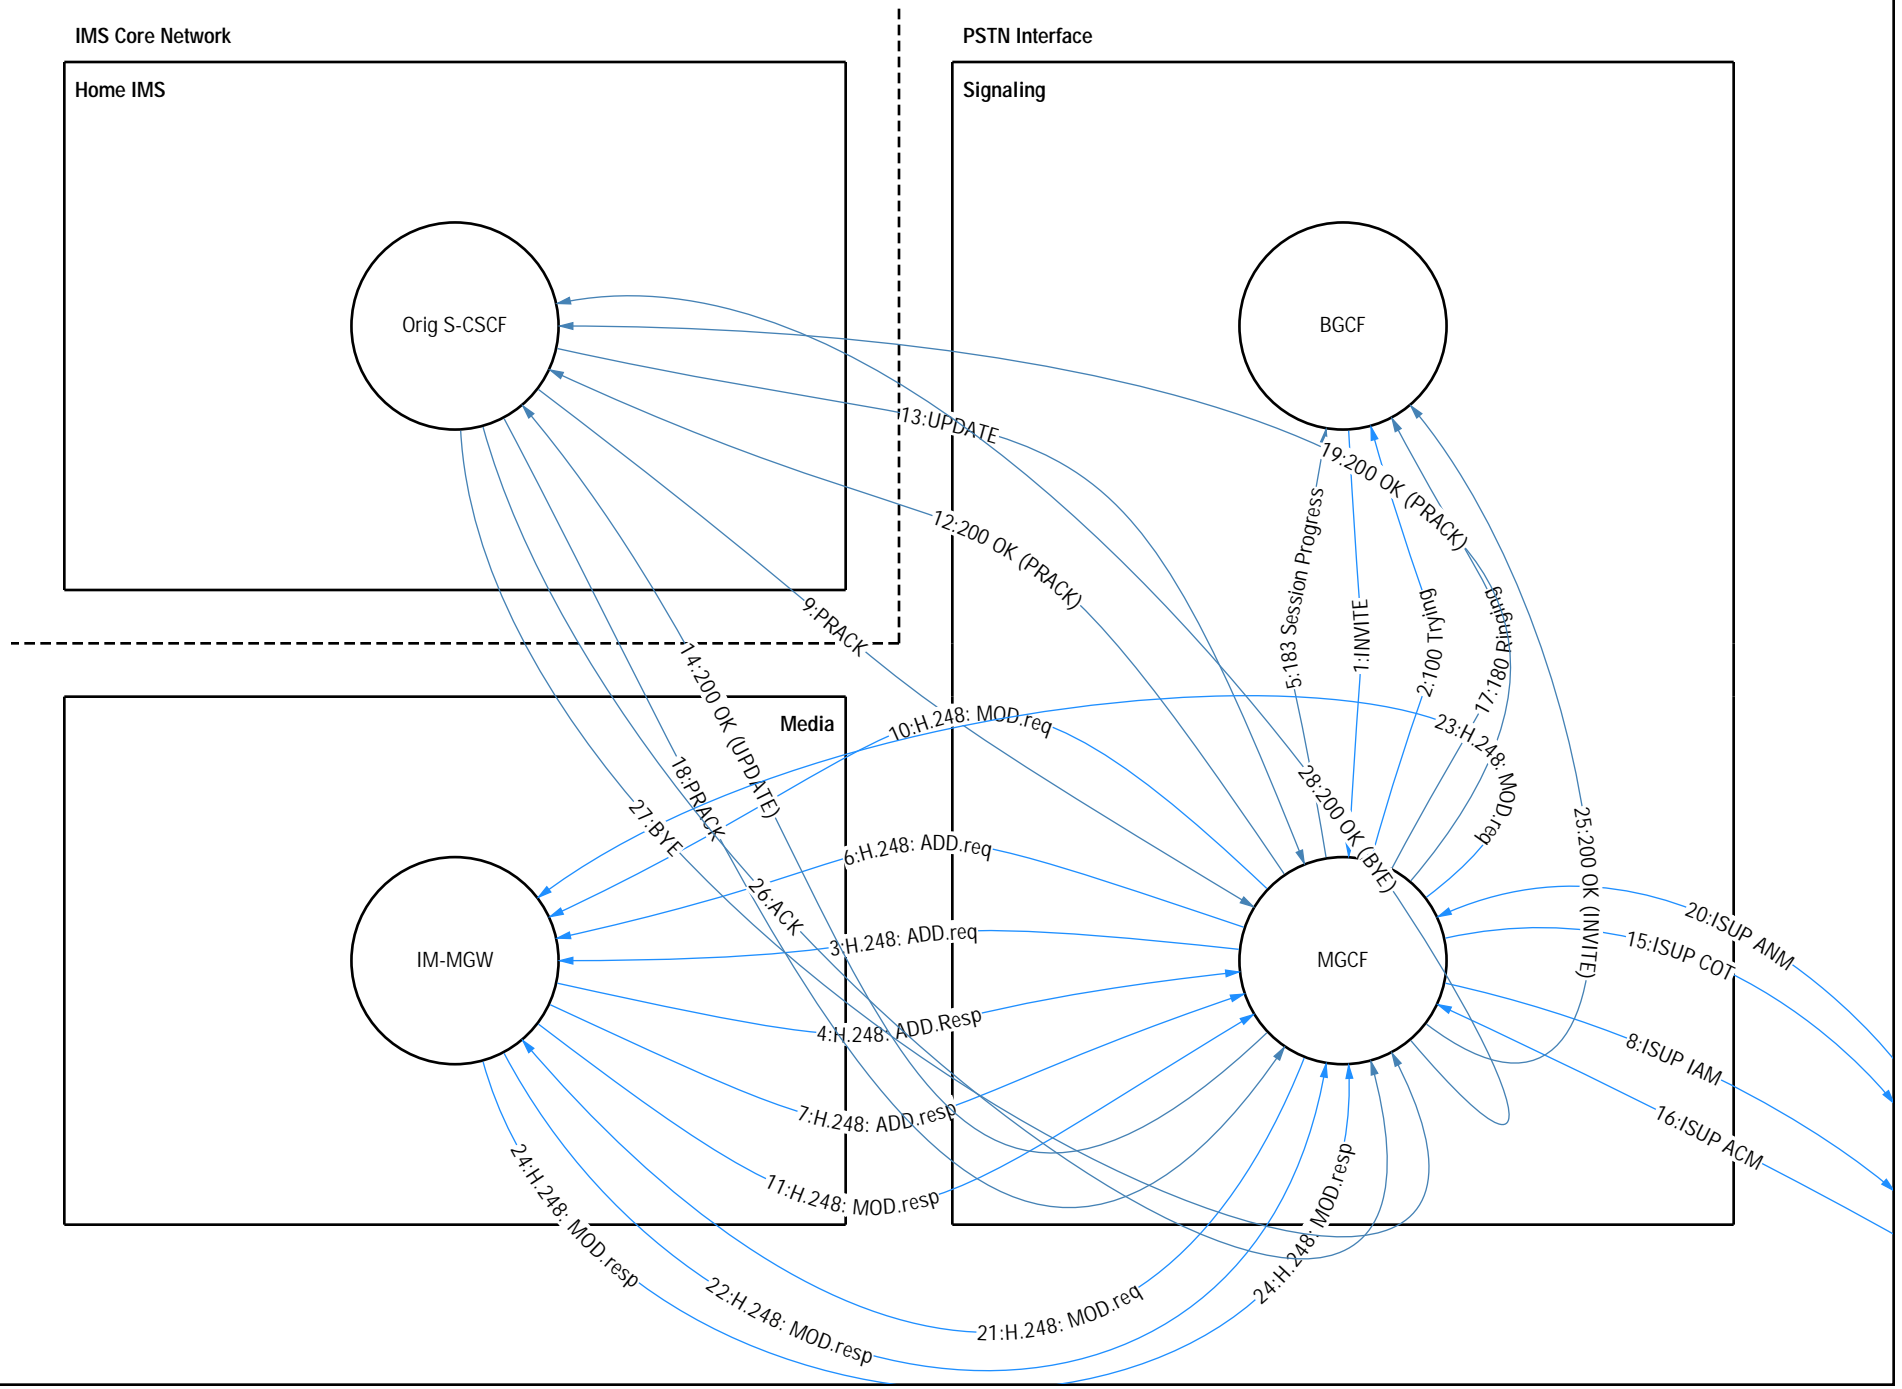 IMS Core Network
PSTN Interface
Home IMS
Signaling
Orig S-CSCF
BGCF
13:UPDATE
19:200 OK (PRACK)
12:200 OK (PRACK)
5:183 Session Progress
1:INVITE
2:100 Trying
17:180 Ringing
9:PRACK
14:200 OK (UPDATE)
Media
10:H.248: MOD.req
23:H.248: MOD.req
18:PRACK
27:BYE
28:200 OK (BYE)
25:200 OK (INVITE)
6:H.248: ADD.req
26:ACK
3:H.248: ADD.req
20:ISUP ANM
15:ISUP COT
IM-MGW
MGCF
4:H.248: ADD.Resp
8:ISUP IAM
7:H.248: ADD.resp
16:ISUP ACM
11:H.248: MOD.resp
24:H.248: MOD.resp
24:H.248: MOD.resp
22:H.248: MOD.resp
21:H.248: MOD.req